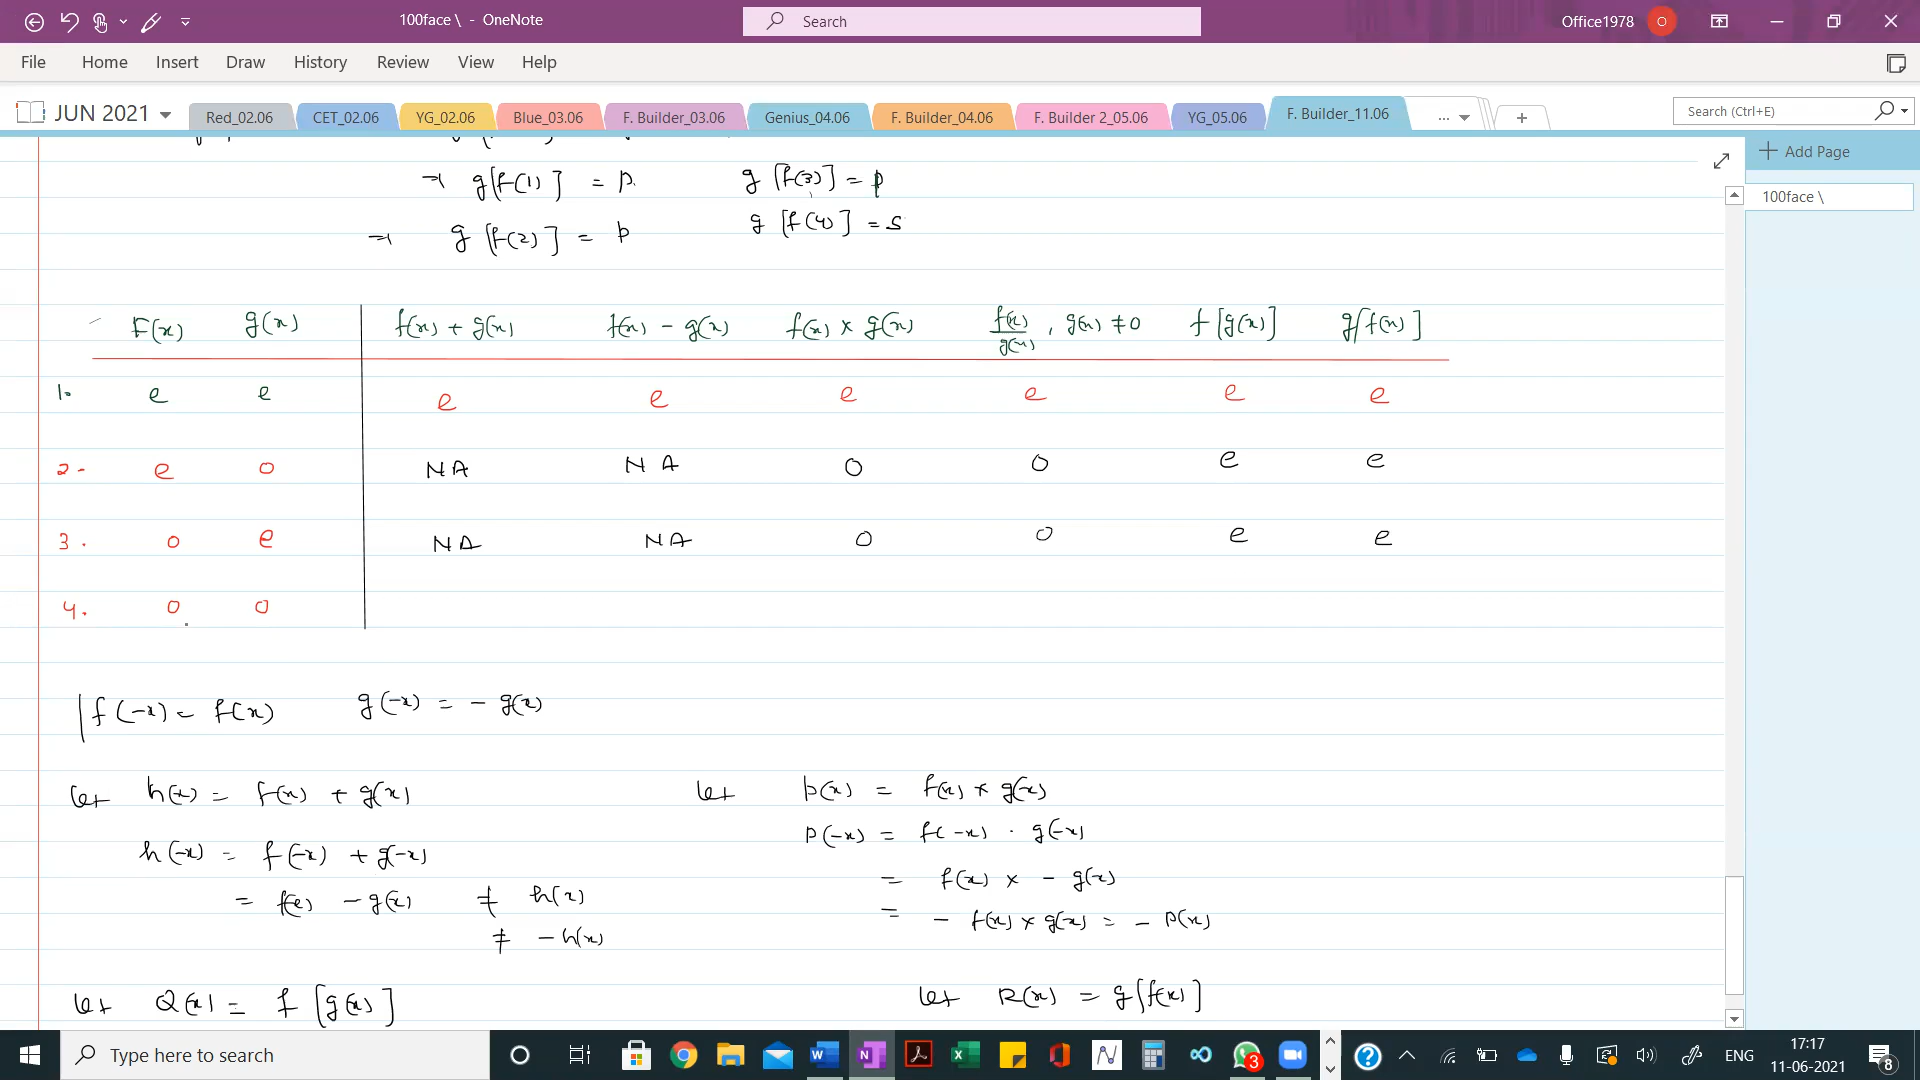 100face \ - OneNote
Search
Office1978
O
File Home Insert Draw History Review View Help
JUN 2021
Red_02.06 CET_02.06 YG_02.06 Blue_03.06 F. Builder_03.06 Genius_04.06 F. Builder_04.06 F. Builder 2_05.06 YG_05.06 F. Builder_11.06 ... +
Search (Ctrl+E)
Add Page
100face \
⇒ g[f(1)] = p. g[f(3)] = p
⇒ g[f(2)] = p g[f(4)] = s
F(x) g(x) f(x) + g(x) f(x) - g(x) f(x) × g(x) f(x)/g(x), g(x) ≠ 0 f[g(x)] g[f(x)]
1. e e e e e e e e
2. e o NA NA o o e e
3. o e NA NA o o e e
4. o o
f(-x) = f(x) g(-x) = - g(x)
let h(x) = f(x) + g(x) let p(x) = f(x) × g(x)
P(-x) = f(-x) · g(-x)
h(-x) = f(-x) + g(-x)
= f(x) × - g(x)
= f(x) - g(x) ≠ h(x)
= - f(x) × g(x) = - P(x)
≠ - h(x)
let Q(x) = f[g(x)] let R(x) = g[f(x)]
Type here to search
3
ENG
17:17
11-06-2021
8